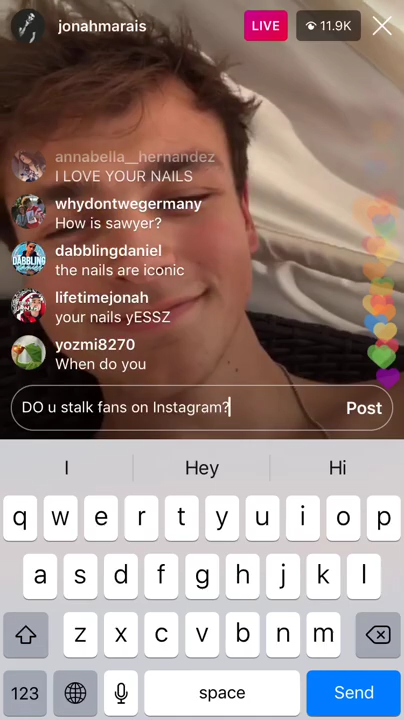 jonahmarais
LIVE
11.9K
annabella__hernandez
I LOVE YOUR NAILS
whydontwegermany
How is sawyer?
DABBLING
dabblingdaniel
the nails are iconic
lifetimejonah
your nails yESSZ
yozmi8270
When do you
DO u stalk fans on Instagram?
Post
I Hey Hi
q w e r t y u i o p
a s d f g h j k l
z x c v b n m
123 space Send